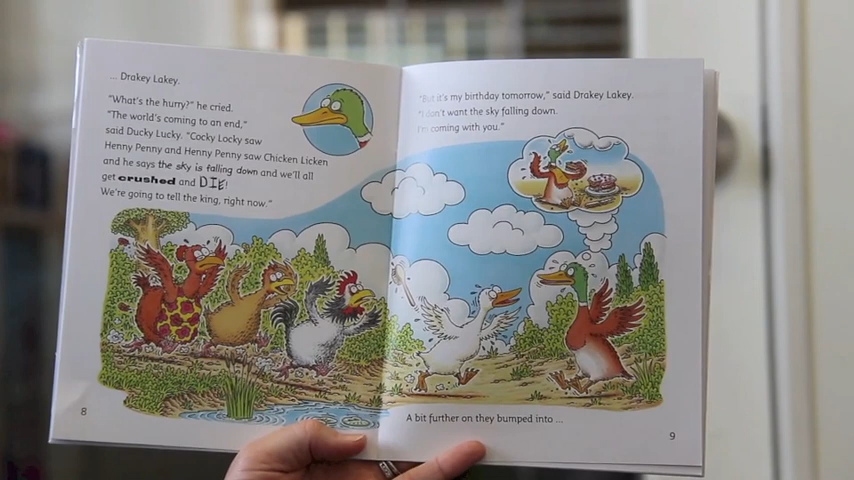 ... Drakey Lakey.
"What's the hurry?" he cried.
"The world's coming to an end,"
said Ducky Lucky. "Cocky Locky saw
Henny Penny and Henny Penny saw Chicken Licken
and he says the sky is falling down and we'll all
get crushed and DIE!
We're going to tell the king, right now."
8
"But it's my birthday tomorrow," said Drakey Lakey.
"I don't want the sky falling down.
I'm coming with you."
A bit further on they bumped into ...
9